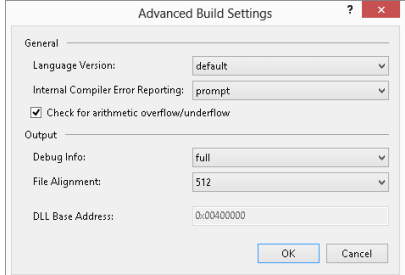 Advanced Build Settings ? ×
General
Language Version: default
Internal Compiler Error Reporting: prompt
Check for arithmetic overflow/underflow
Output
Debug Info: full
File Alignment: 512
DLL Base Address: 0x00400000
OK Cancel